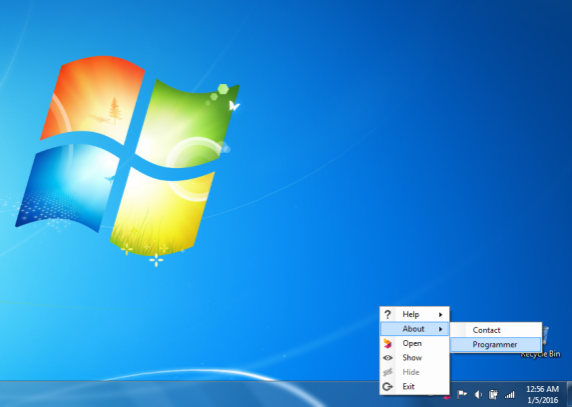 Help
About
Open
Show
Hide
Exit
Contact
Programmer
Recycle Bin
12:56 AM
1/5/2016